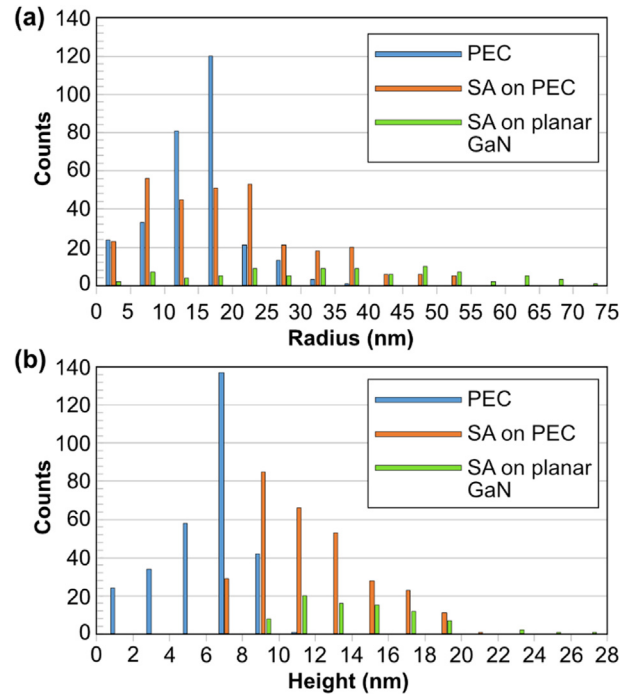 (a)
140
120
100
80
60
40
20
0
Counts
PEC
SA on PEC
SA on planar
GaN
0 5 10 15 20 25 30 35 40 45 50 55 60 65 70 75
Radius (nm)
(b)
140
120
100
80
60
40
20
0
Counts
PEC
SA on PEC
SA on planar
GaN
0 2 4 6 8 10 12 14 16 18 20 22 24 26 28
Height (nm)